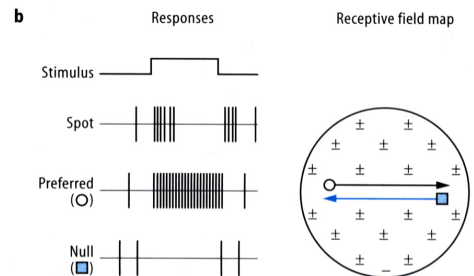 b
Responses
Receptive field map
Stimulus
Spot
Preferred
(○)
Null
(□)
± ±
± ±
± ± ±
±
± ± ±
± ± ±
± ±
−